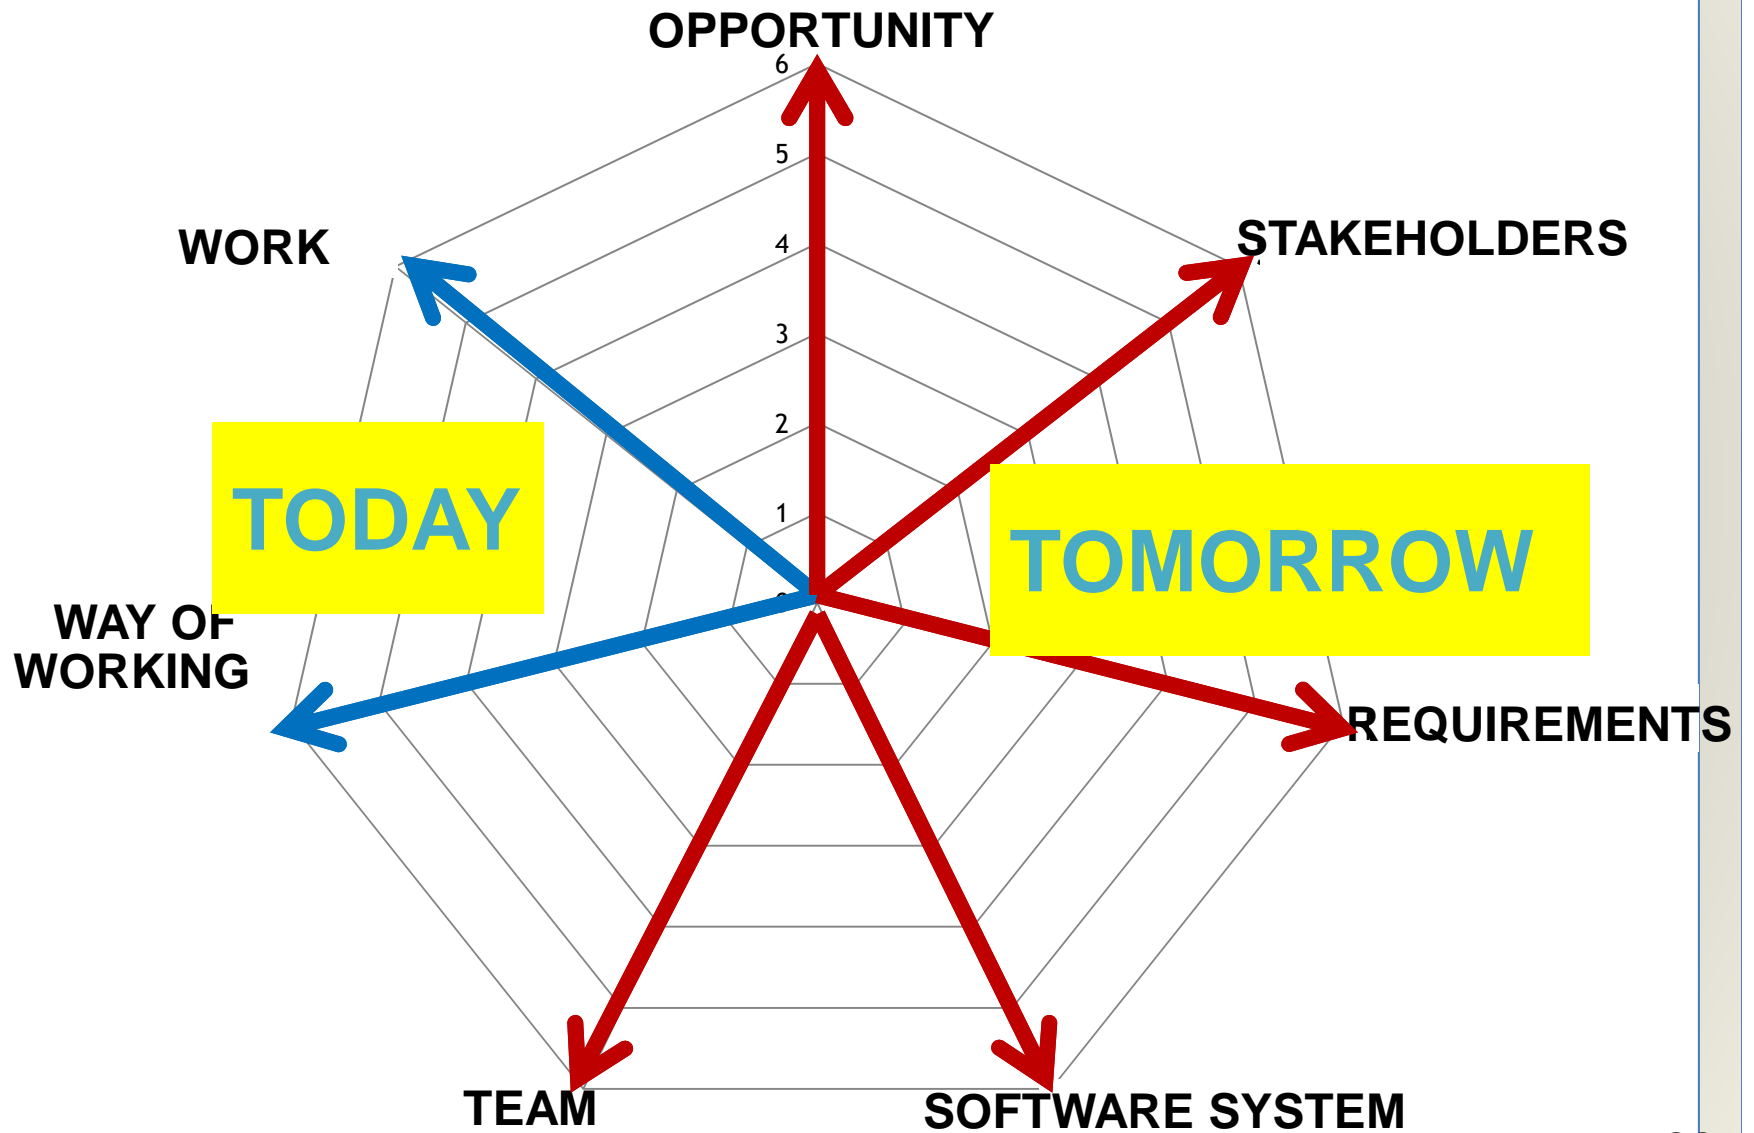 OPPORTUNITY
6
5
4
3
2
1
WORK
STAKEHOLDERS
TODAY
TOMORROW
WAY OF
WORKING
REQUIREMENTS
TEAM
SOFTWARE SYSTEM